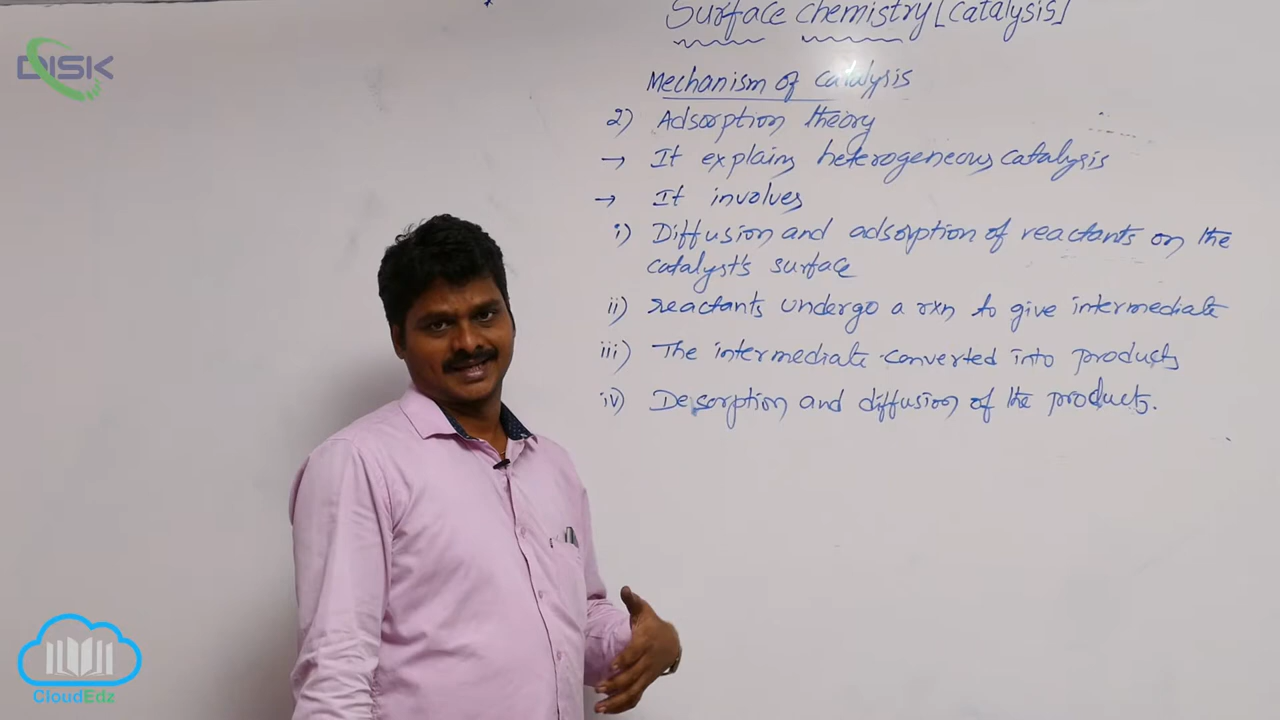 DISK
Surface chemistry [catalysis]
Mechanism of catalysis
2) Adsorption theory
→ It explains heterogeneous catalysis
→ It involves
i) Diffusion and adsorption of reactants on the
catalyst's surface
ii) reactants undergo a rxn to give intermediate
iii) The intermediate converted into products
iv) Desorption and diffusion of the products.
CloudEdz